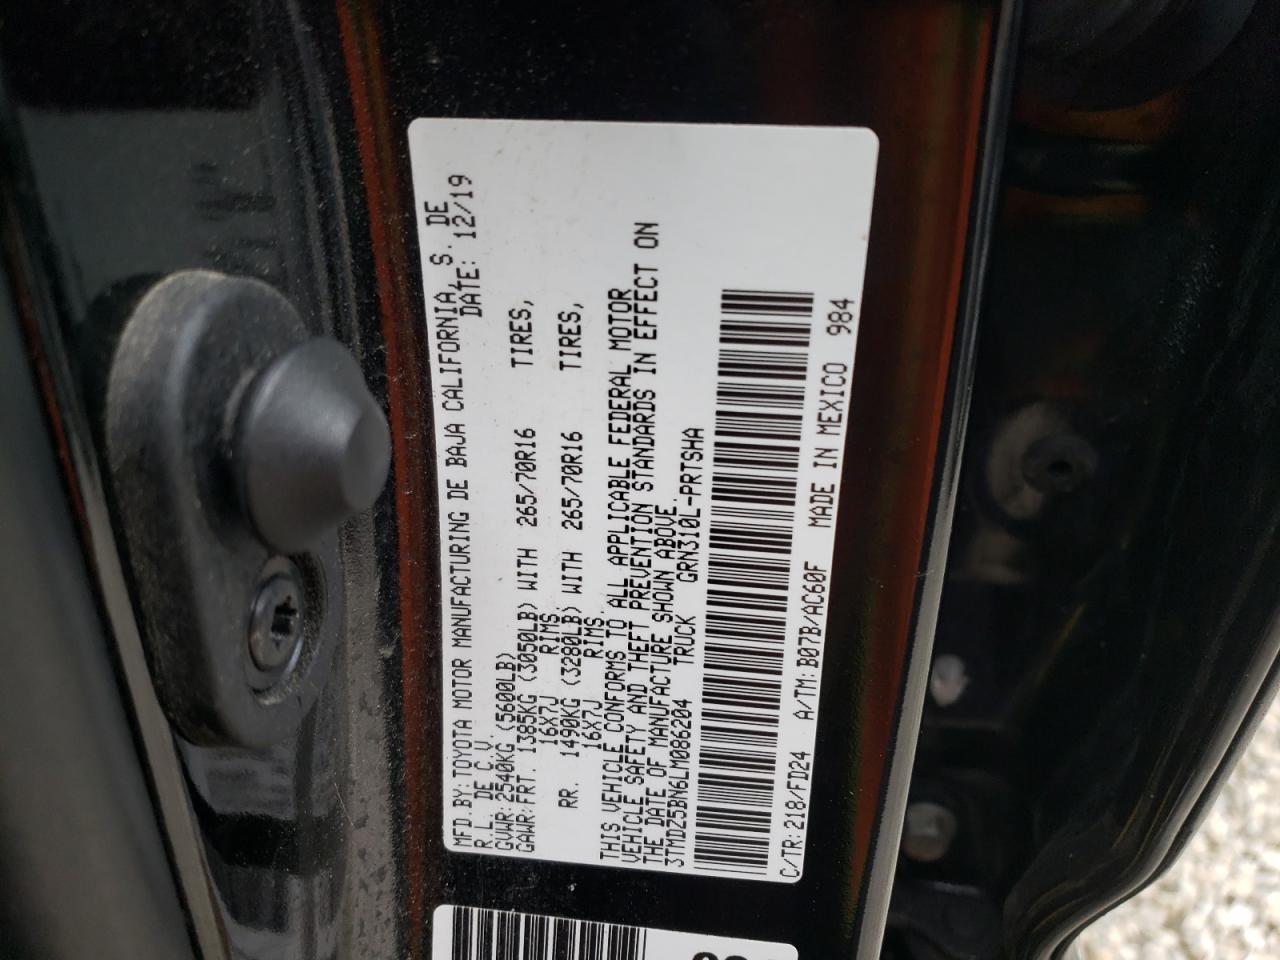 MFD.BY:TOYOTA MOTOR MANUFACTURING DE BAJA CALIFORNIA,S. DE
R.L. DE C.V. DATE: 12/19
GVWR:2540KG(5600LB)
GAWR:FRT. 1385KG (3050LB) WITH 265/70R16 TIRES,
16X7J RIMS
RR. 1490KG (3280LB) WITH 265/70R16 TIRES,
16X7J RIMS.
THIS VEHICLE CONFORMS TO ALL APPLICABLE FEDERAL MOTOR
VEHICLE SAFETY AND THEFT PREVENTION STANDARDS IN EFFECT ON
THE DATE OF MANUFACTURE SHOWN ABOVE.
3TMDZ5BN6LM086204 TRUCK GRN310L-PRTSHA
C/TR:218/FD24 A/TM:B07B/AC60F MADE IN MEXICO 984